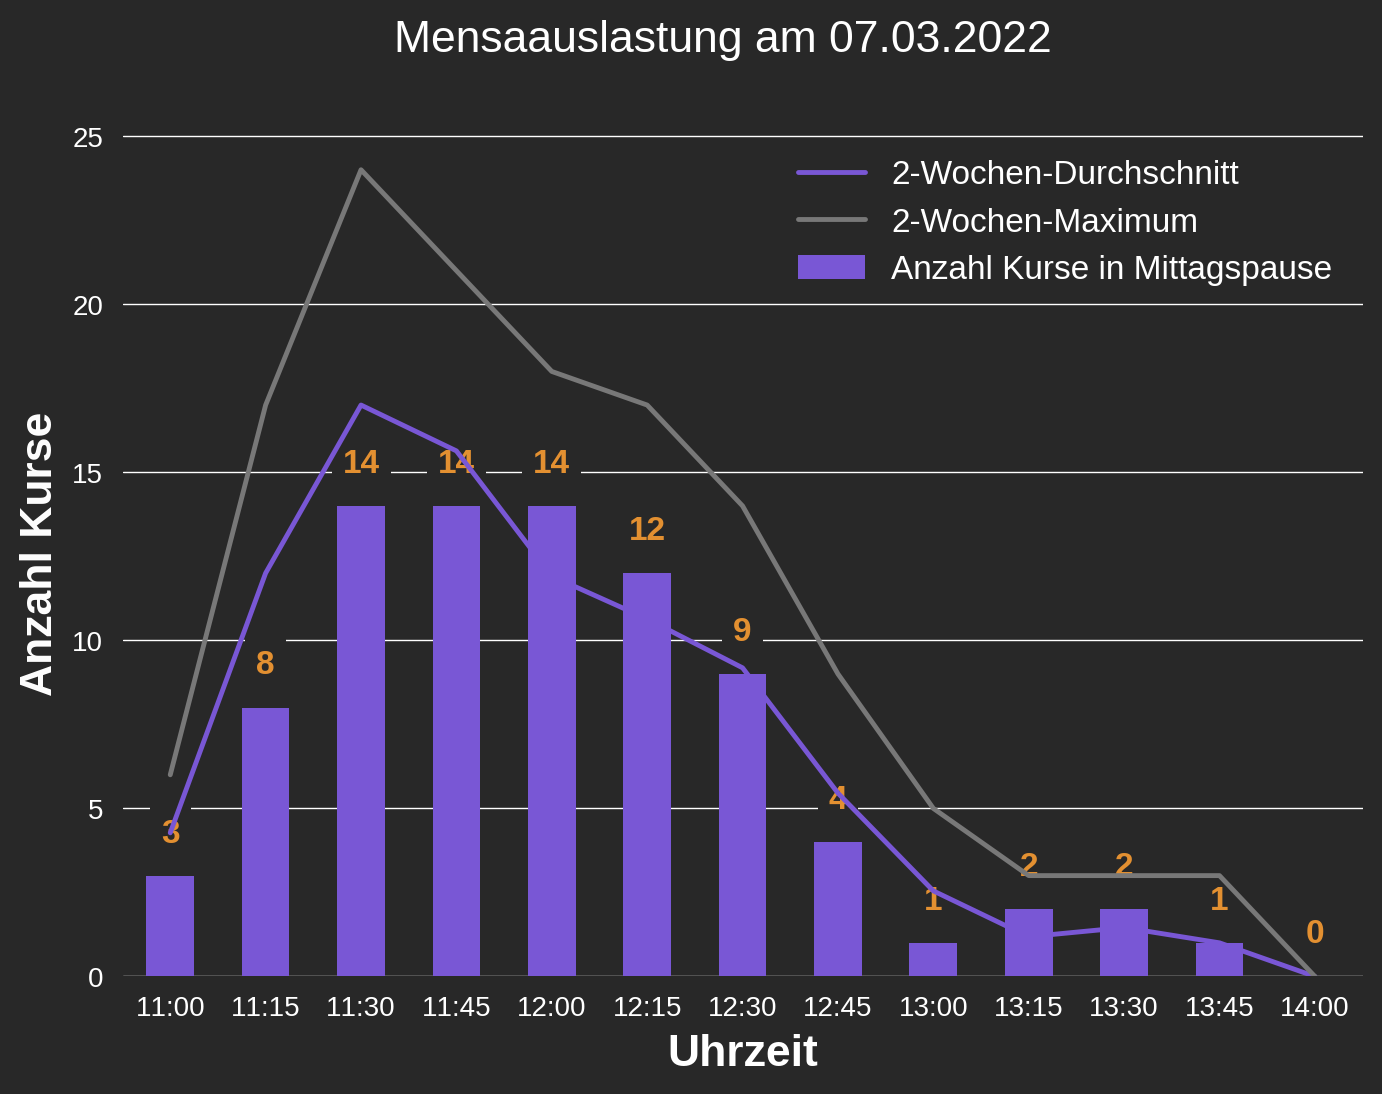 Mensaauslastung am 07.03.2022
25
20
15
10
5
0
Anzahl Kurse
2-Wochen-Durchschnitt
2-Wochen-Maximum
Anzahl Kurse in Mittagspause
3
8
14
14
14
12
9
4
1
2
2
1
0
11:00 11:15 11:30 11:45 12:00 12:15 12:30 12:45 13:00 13:15 13:30 13:45 14:00
Uhrzeit